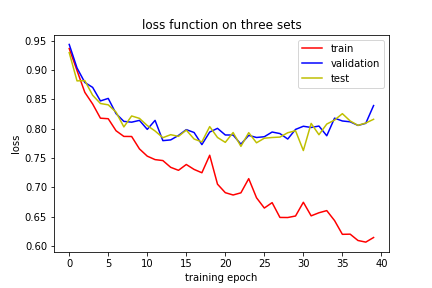 loss function on three sets
0.95
0.90
0.85
0.80
0.75
0.70
0.65
0.60
loss
train
validation
test
0 5 10 15 20 25 30 35 40
training epoch